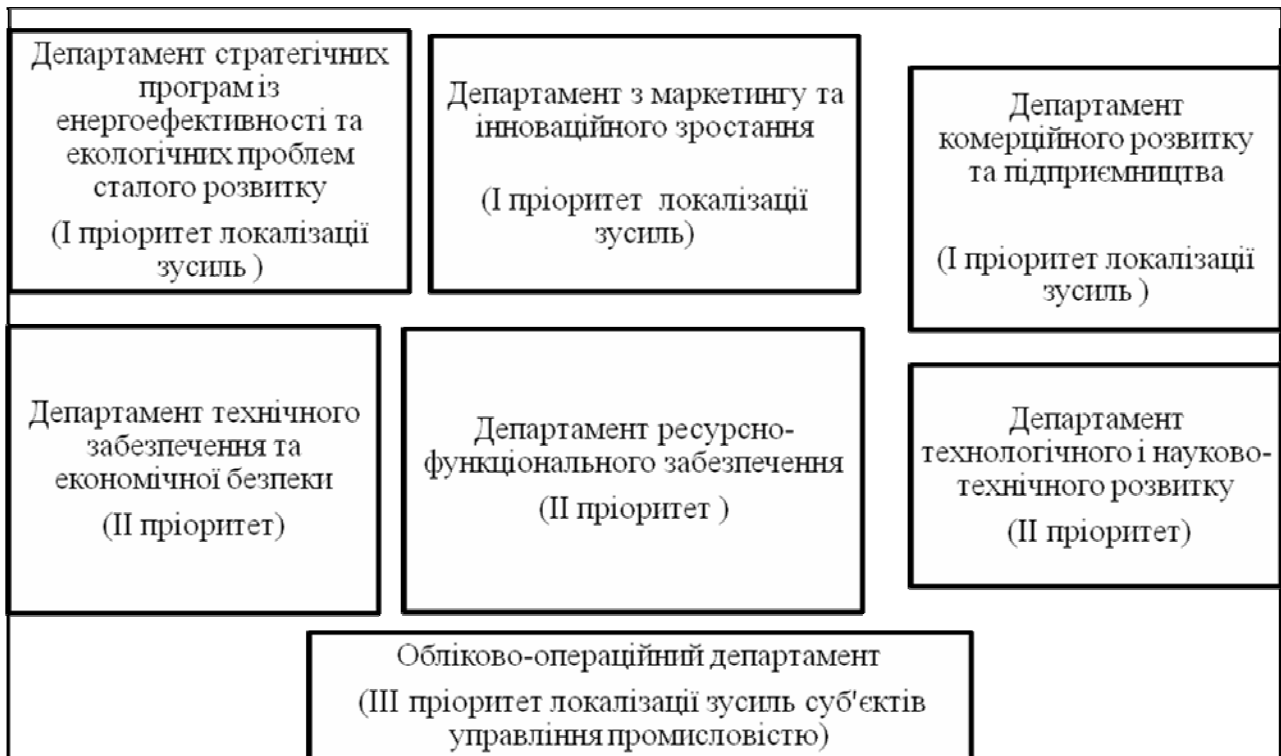 Департамент стратегічних
програм із
енергоефективності та
екологічних проблем
сталого розвитку
(І пріоритет локалізації
зусиль )
Департамент з маркетингу та
інноваційного зростання
(І пріоритет локалізації
зусиль)
Департамент
комерційного розвитку
та підприємництва
(І пріоритет локалізації
зусиль )
Департамент технічного
забезпечення та
економічної безпеки
(ІІ пріоритет)
Департамент ресурсно-
функціонального забезпечення
(ІІ пріоритет )
Департамент
технологічного і науково-
технічного розвитку
(ІІ пріоритет)
Обліково-операційний департамент
(ІІІ пріоритет локалізації зусиль суб'єктів
управління промисловістю)